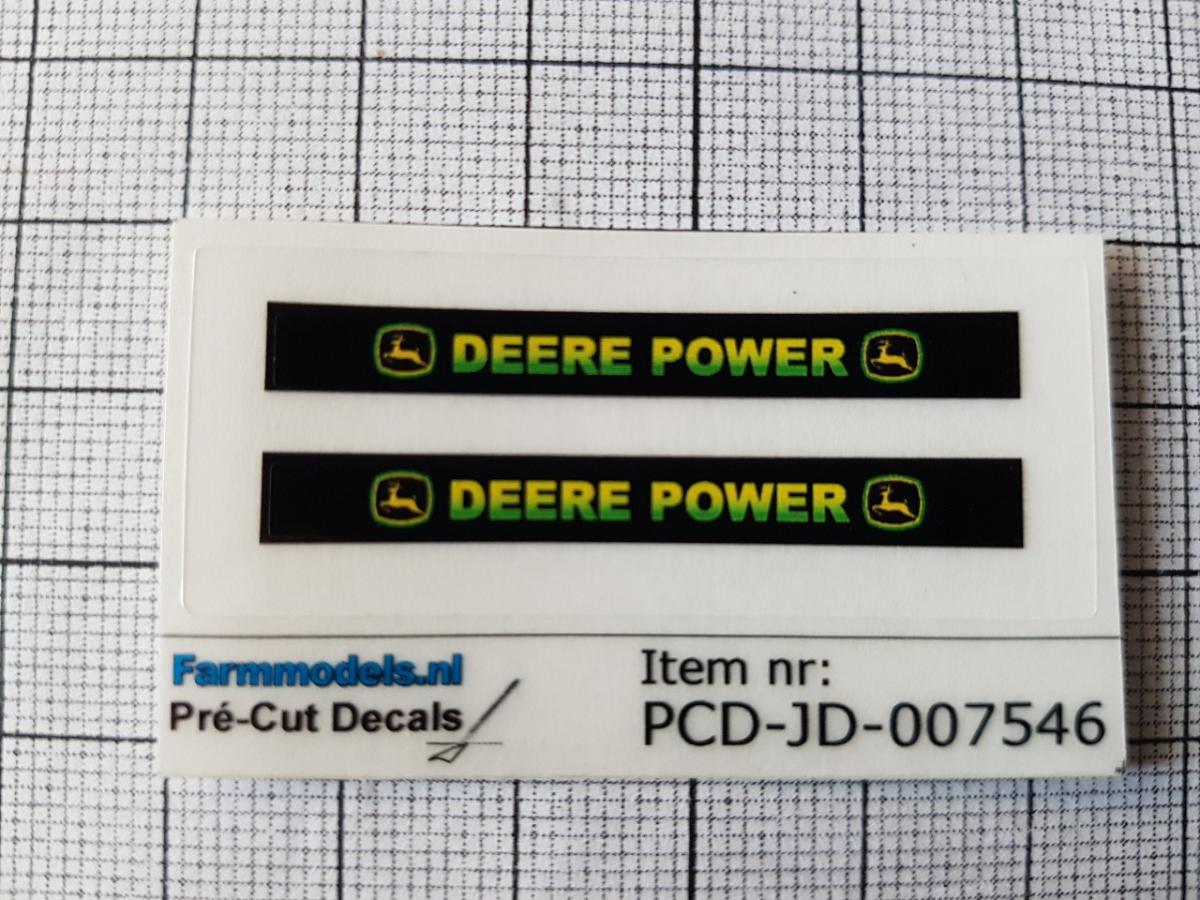 DEERE POWER
DEERE POWER
Farmmodels.nl
Pré-Cut Decals
Item nr:
PCD-JD-007546